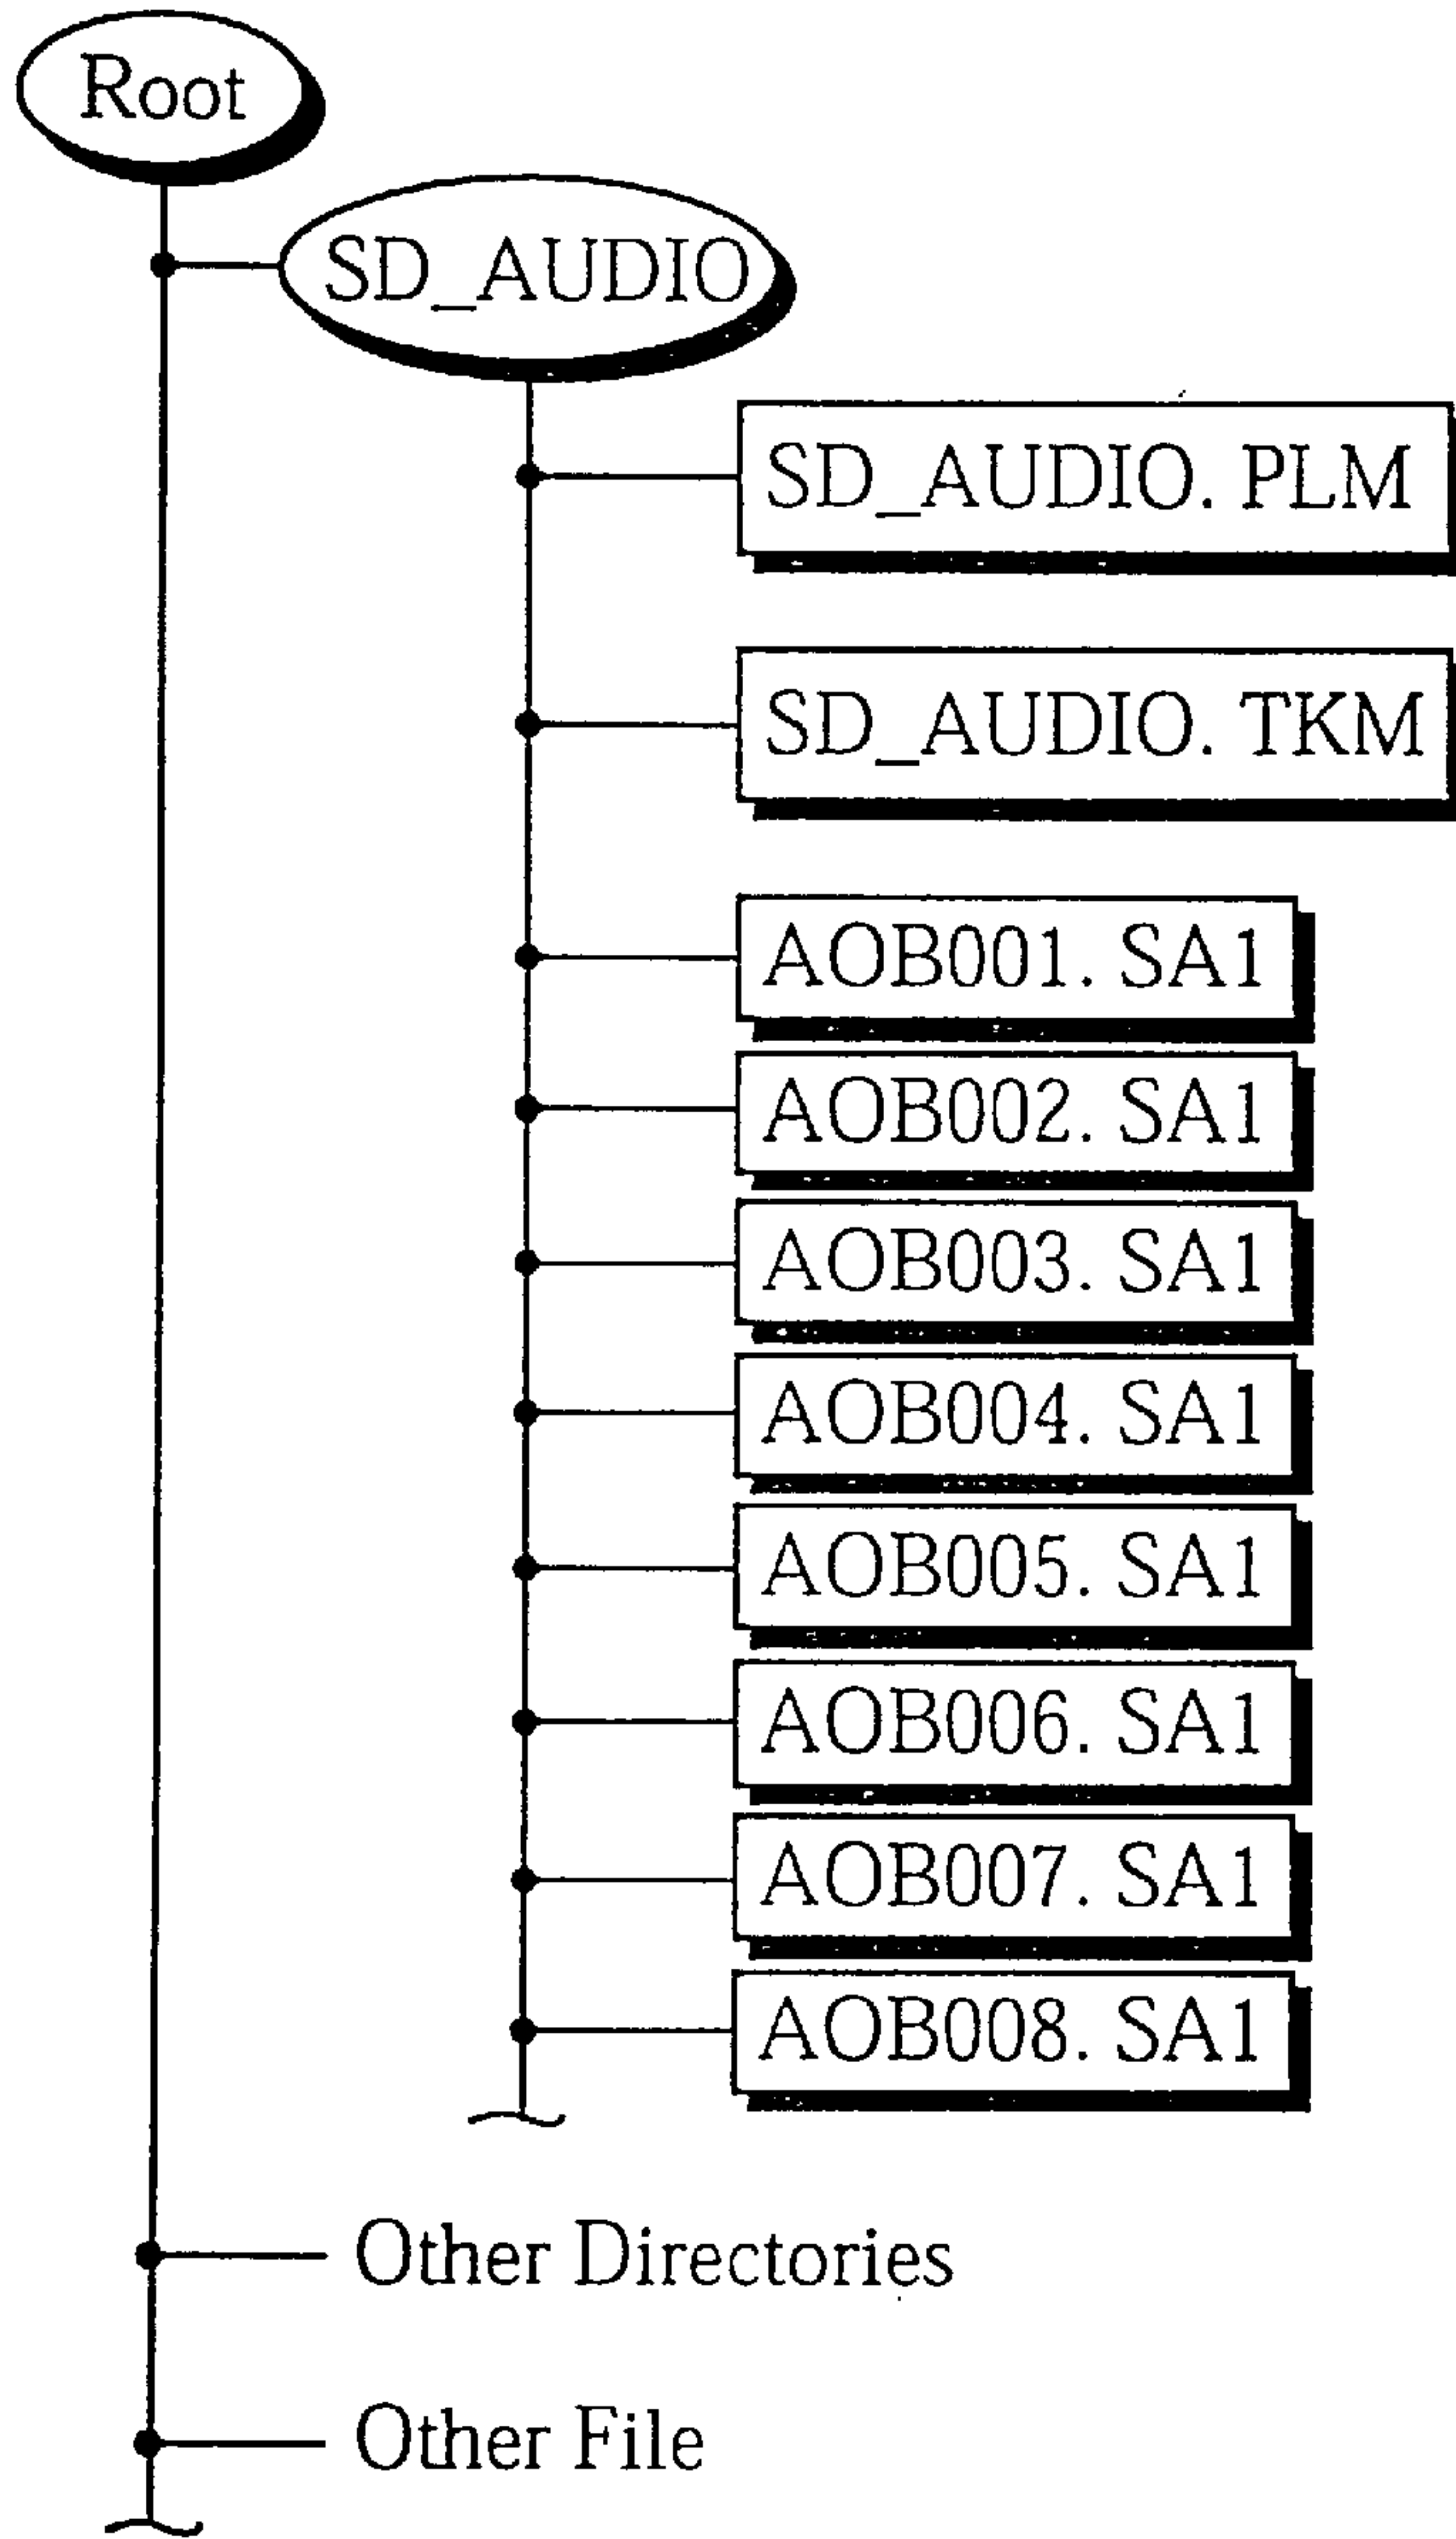 Root
SD_AUDIO
SD_AUDIO. PLM
SD_AUDIO. TKM
AOB001. SA1
AOB002. SA1
AOB003. SA1
AOB004. SA1
AOB005. SA1
AOB006. SA1
AOB007. SA1
AOB008. SA1
Other Directories
Other File